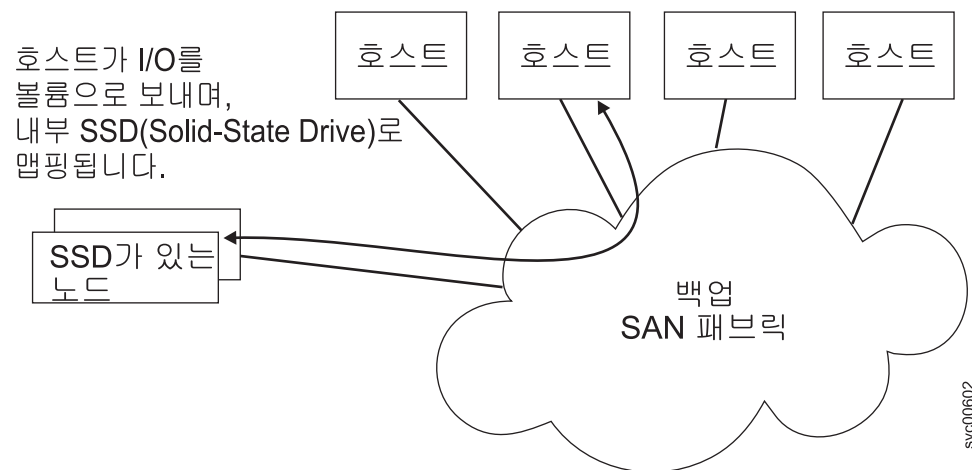 호스트가 I/O를
볼륨으로 보내며,
내부 SSD(Solid-State Drive)로
맵핑됩니다.
호스트
호스트
호스트
호스트
SSD가 있는
노드
백업
SAN 패브릭
svc00602